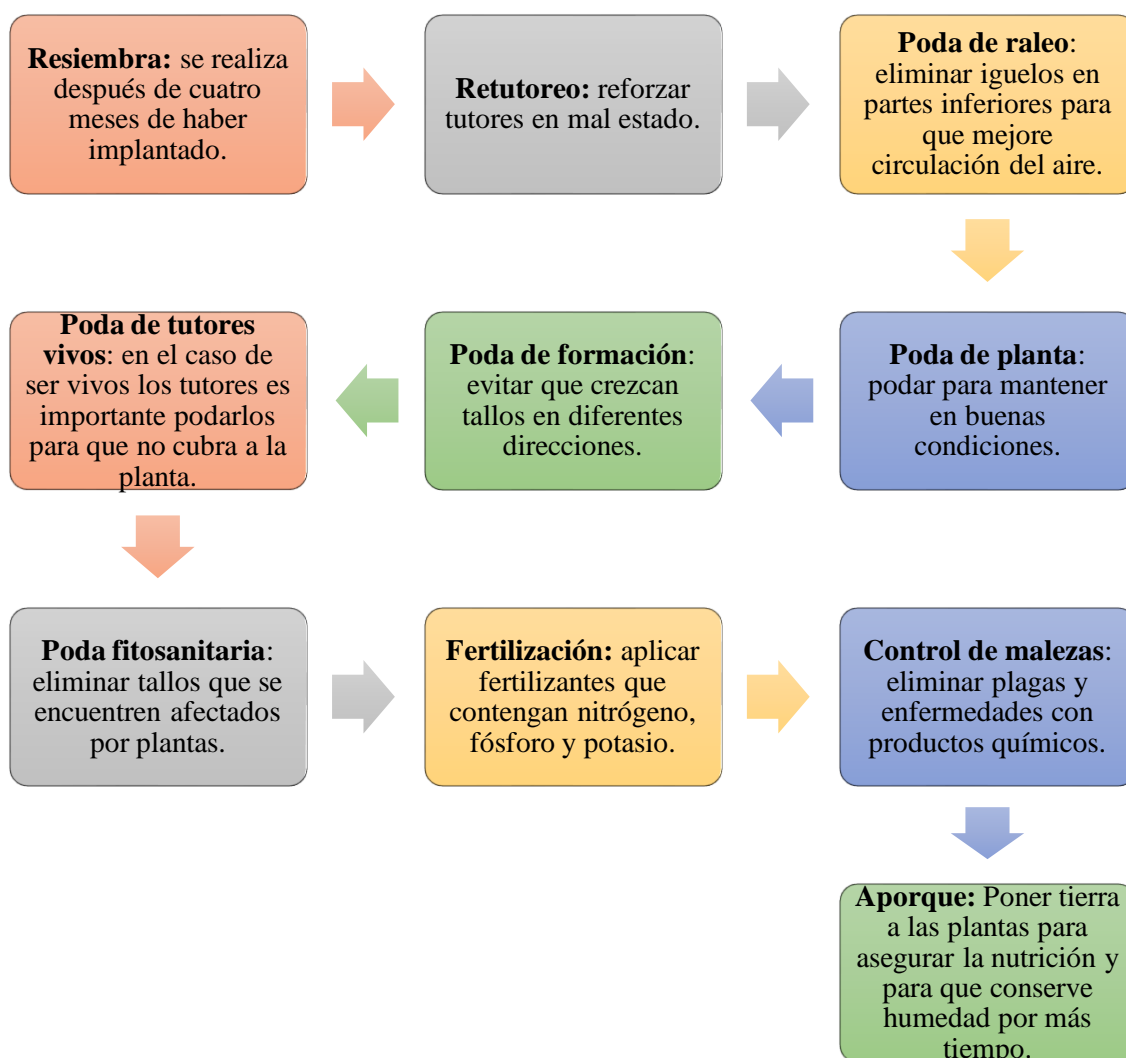 Resiembra: se realiza
después de cuatro
meses de haber
implantado.
Retutoreo: reforzar
tutores en mal estado.
Poda de raleo:
eliminar iguelos en
partes inferiores para
que mejore
circulación del aire.
Poda de planta:
podar para mantener
en buenas
condiciones.
Poda de formación:
evitar que crezcan
tallos en diferentes
direcciones.
Poda de tutores
vivos: en el caso de
ser vivos los tutores es
importante podarlos
para que no cubra a la
planta.
Poda fitosanitaria:
eliminar tallos que se
encuentren afectados
por plantas.
Fertilización: aplicar
fertilizantes que
contengan nitrógeno,
fósforo y potasio.
Control de malezas:
eliminar plagas y
enfermedades con
productos químicos.
Aporque: Poner tierra
a las plantas para
asegurar la nutrición y
para que conserve
humedad por más
tiempo.